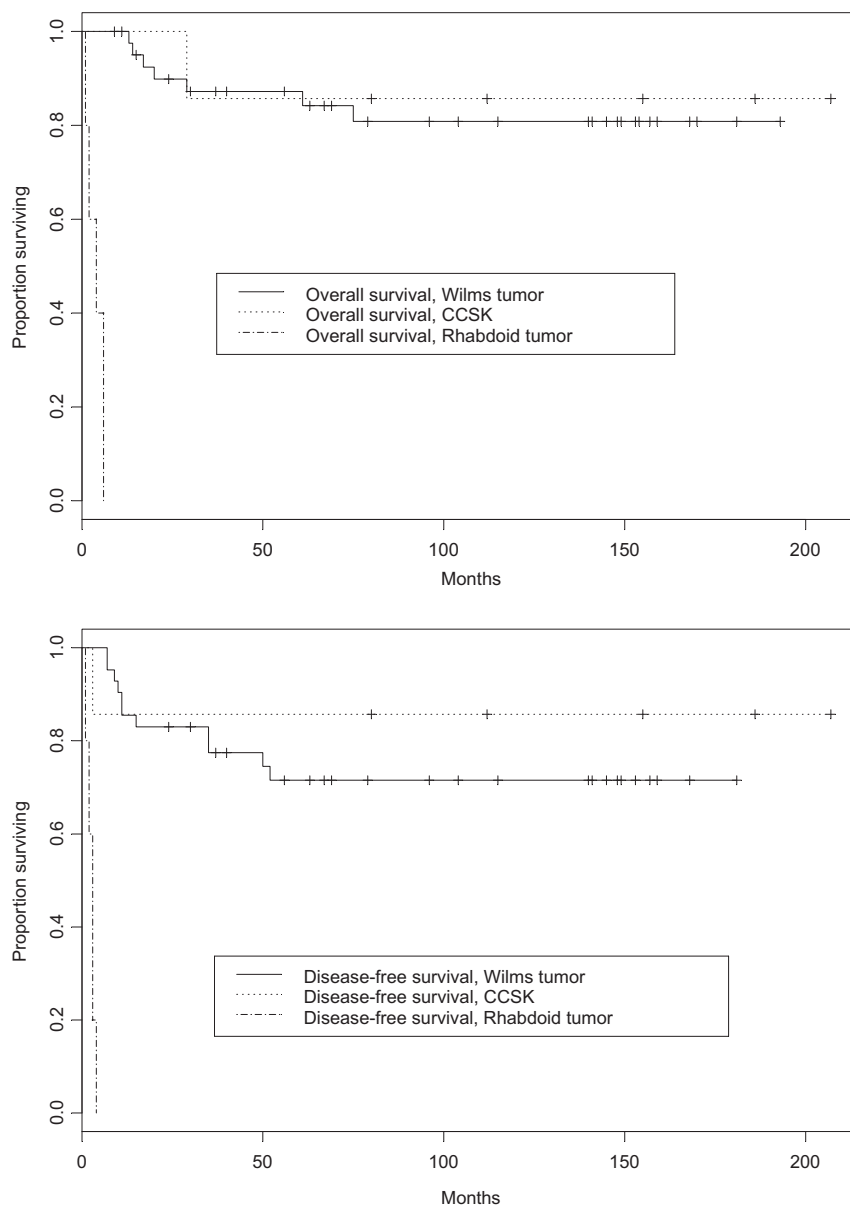 Proportion surviving
1.0
0.8
0.6
0.4
0.2
0.0
Overall survival, Wilms tumor
Overall survival, CCSK
Overall survival, Rhabdoid tumor
0 50 100 150 200
Months
Proportion surviving
1.0
0.8
0.6
0.4
0.2
0.0
Disease-free survival, Wilms tumor
Disease-free survival, CCSK
Disease-free survival, Rhabdoid tumor
0 50 100 150 200
Months